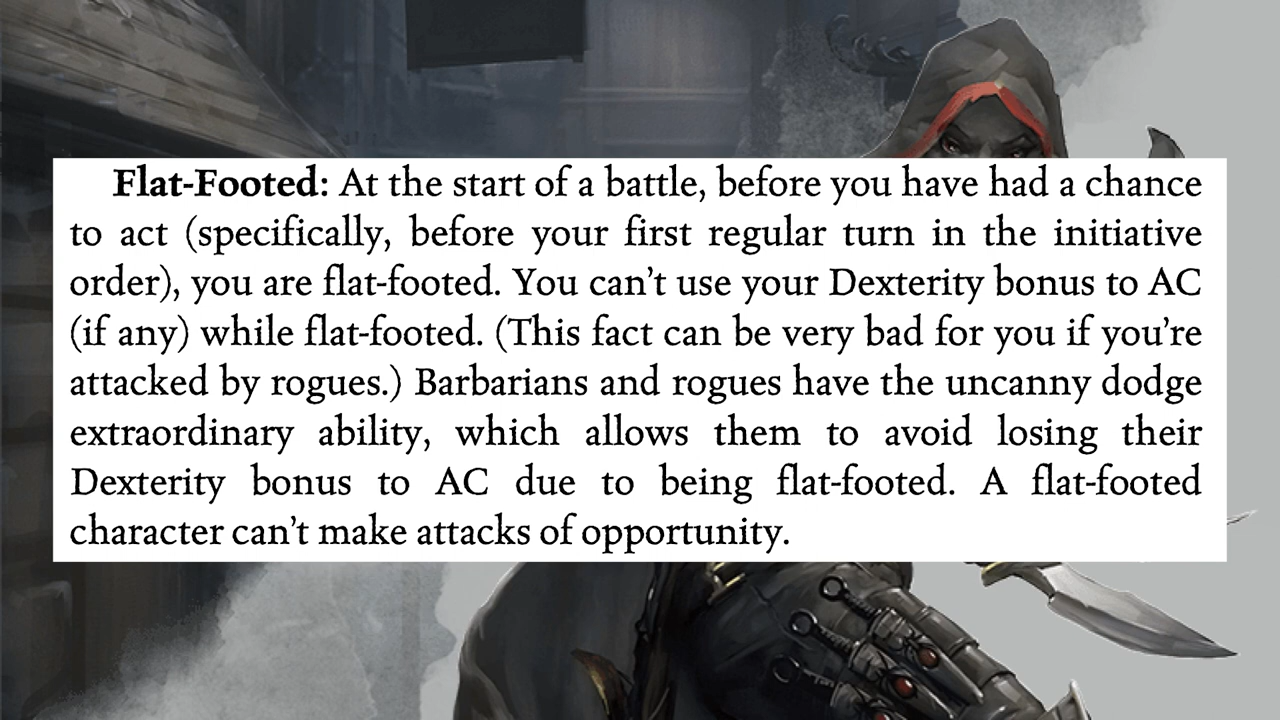 Flat-Footed: At the start of a battle, before you have had a chance
to act (specifically, before your first regular turn in the initiative
order), you are flat-footed. You can’t use your Dexterity bonus to AC
(if any) while flat-footed. (This fact can be very bad for you if you’re
attacked by rogues.) Barbarians and rogues have the uncanny dodge
extraordinary ability, which allows them to avoid losing their
Dexterity bonus to AC due to being flat-footed. A flat-footed
character can’t make attacks of opportunity.